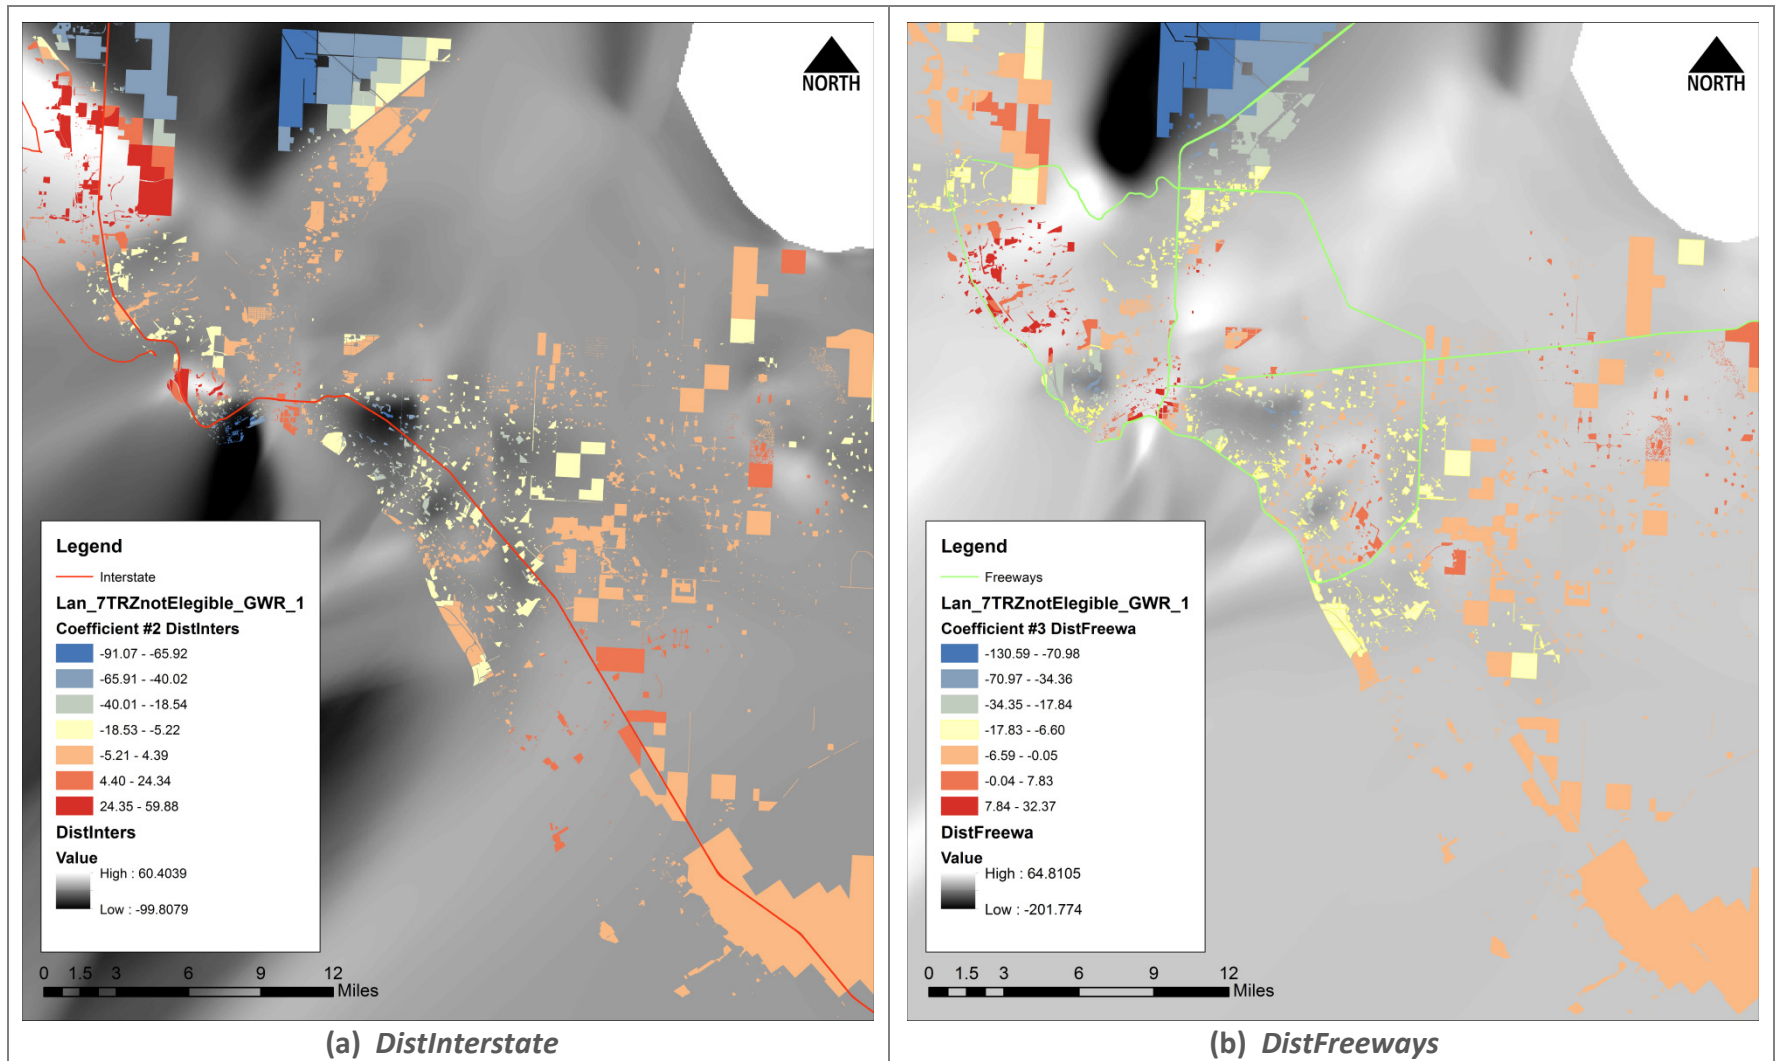 NORTH
Legend
Interstate
Lan_7TRZnotElegible_GWR_1
Coefficient #2 DistInters
-91.07 - -65.92
-65.91 - -40.02
-40.01 - -18.54
-18.53 - -5.22
-5.21 - 4.39
4.40 - 24.34
24.35 - 59.88
DistInters
Value
High : 60.4039
Low : -99.8079
0 1.5 3 6 9 12
Miles
(a) DistInterstate
NORTH
Legend
Freeways
Lan_7TRZnotElegible_GWR_1
Coefficient #3 DistFreewa
-130.59 - -70.98
-70.97 - -34.36
-34.35 - -17.84
-17.83 - -6.60
-6.59 - -0.05
-0.04 - 7.83
7.84 - 32.37
DistFreewa
Value
High : 64.8105
Low : -201.774
0 1.5 3 6 9 12
Miles
(b) DistFreeways